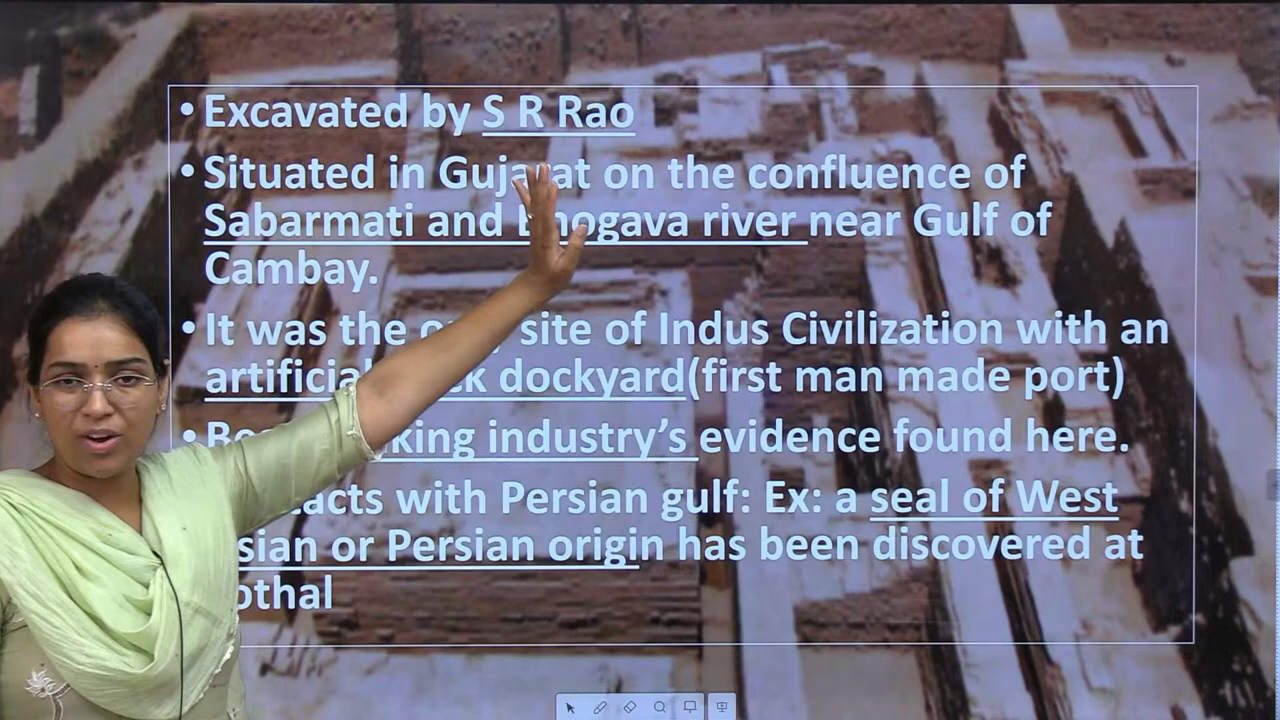 • Excavated by S R Rao
• Situated in Gujarat on the confluence of
Sabarmati and Bhogava river near Gulf of
Cambay.
• It was the only site of Indus Civilization with an
artificial brick dockyard(first man made port)
• making industry's evidence found here.
with Persian gulf: Ex: a seal of West
Asian or Persian origin has been discovered at
Lothal